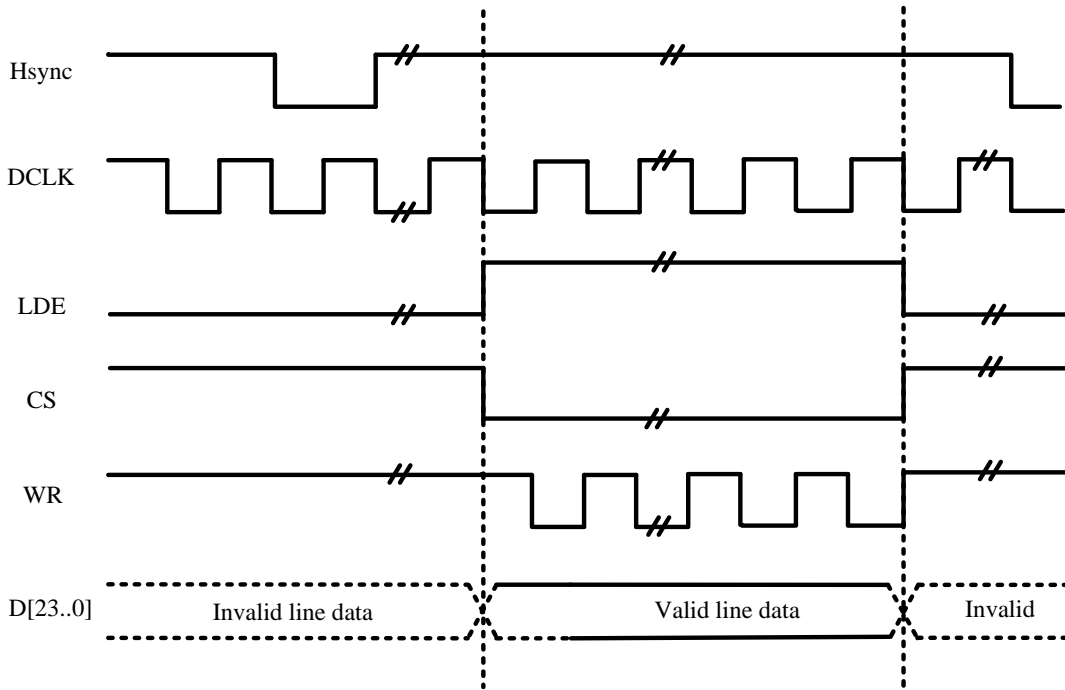 Hsync
DCLK
LDE
CS
WR
D[23..0]
Invalid line data
Valid line data
Invalid